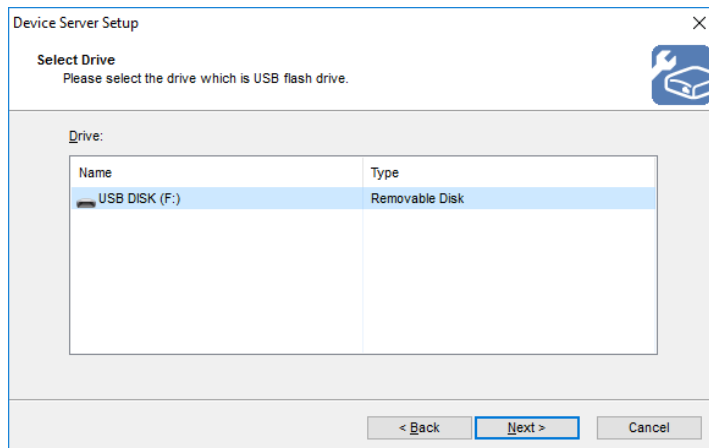 Device Server Setup
Select Drive
Please select the drive which is USB flash drive.
Drive:
Name Type
USB DISK (F:) Removable Disk
< Back Next > Cancel